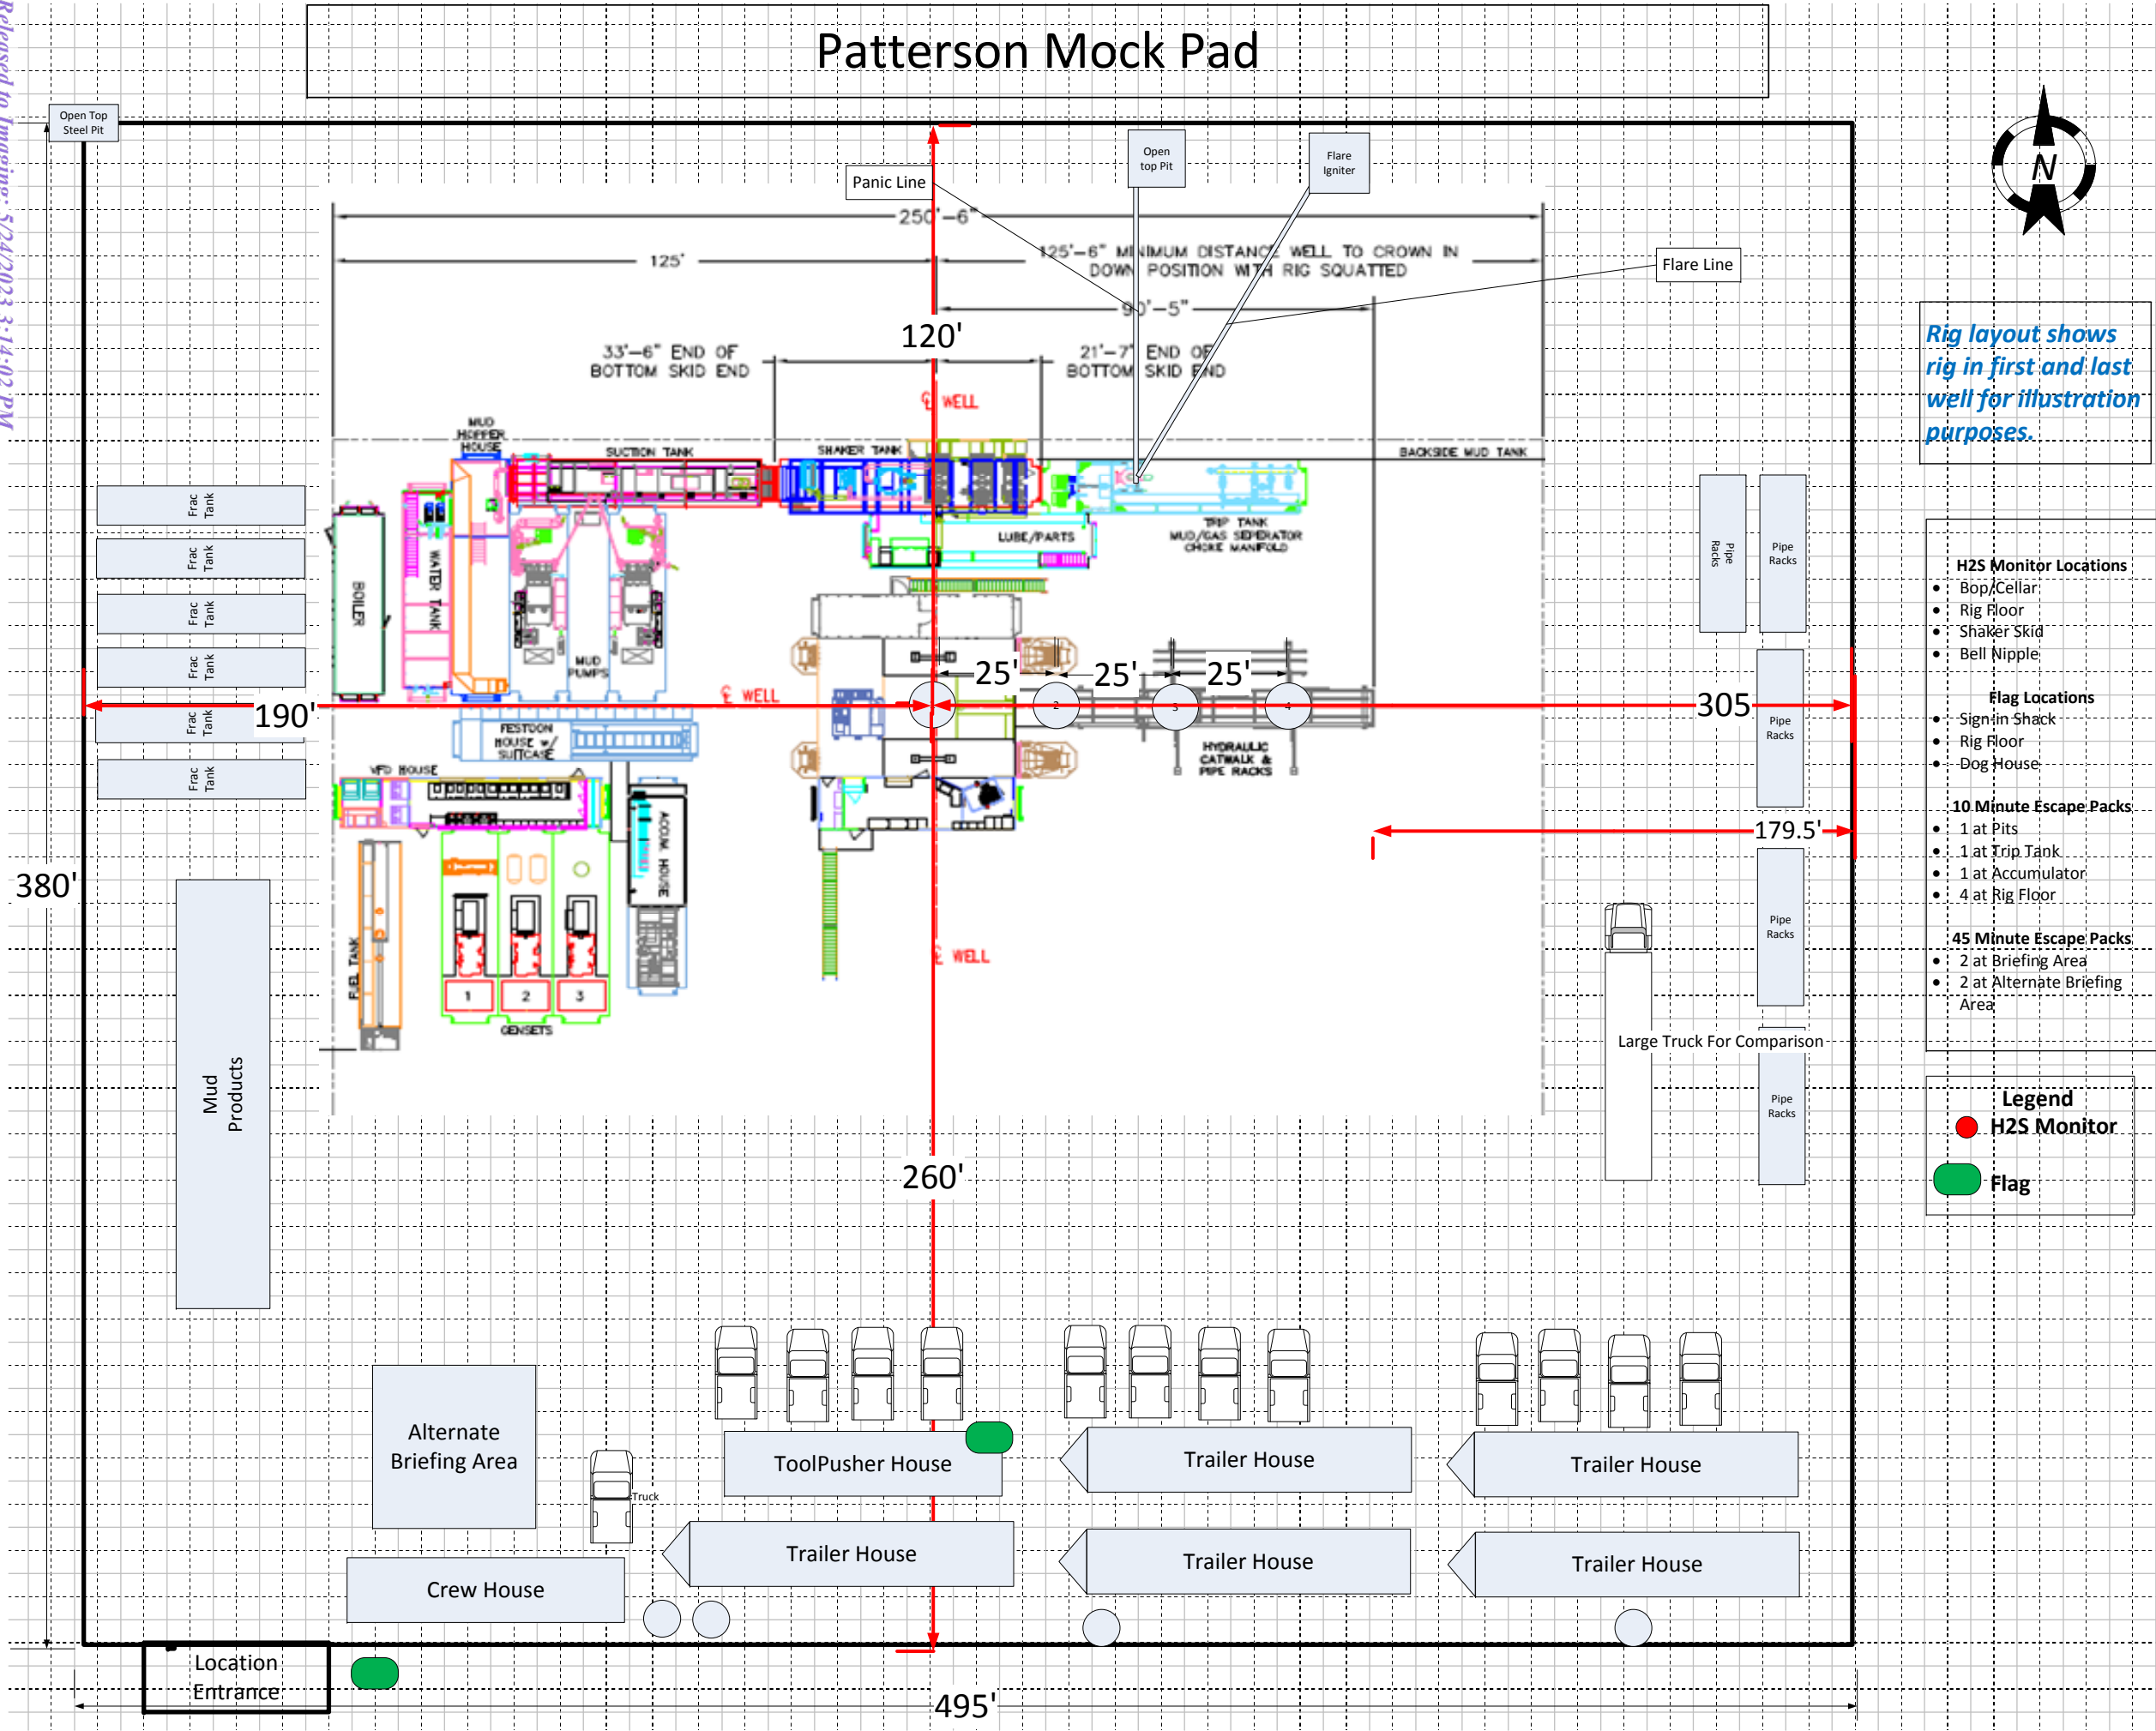 Released to Imaging: 5/24/2023 3:14:02 PM
Patterson Mock Pad
Open Top
Steel Pit
Panic Line
Open
top Pit
Flare
Igniter
N
250'-6"
125'
125'-6" MINIMUM DISTANCE WELL TO CROWN IN
DOWN POSITION WITH RIG SQUATTED
Flare Line
90'-5"
120'
33'-6" END OF
BOTTOM SKID END
21'-7" END OF
BOTTOM SKID END
℄ WELL
Rig layout shows
rig in first and last
well for illustration
purposes.
MUD
HOPPER
HOUSE
SUCTION TANK
SHAKER TANK
BACKSIDE MUD TANK
Frac
Tank
Frac
Tank
Frac
Tank
Frac
Tank
Frac
Tank
Frac
Tank
BOILER
WATER TANK
MUD
PUMPS
LUBE/PARTS
TRIP TANK
MUD/GAS SEPERATOR
CHOKE MANIFOLD
Pipe
Racks
Pipe
Racks
Pipe
Racks
Pipe
Racks
Pipe
Racks
25'
25'
25'
℄ WELL
2
3
4
190'
305
FESTOON
HOUSE w/
SUITCASE
HYDRAULIC
CATWALK &
PIPE RACKS
VFD HOUSE
ACCUM. HOUSE
179.5'
380'
FUEL TANK
1
2
3
GENSETS
℄ WELL
Large Truck For Comparison
Mud
Products
260'
H2S Monitor Locations
• Bop/Cellar
• Rig Floor
• Shaker Skid
• Bell Nipple
Flag Locations
• Sign in Shack
• Rig Floor
• Dog House
10 Minute Escape Packs
• 1 at Pits
• 1 at Trip Tank
• 1 at Accumulator
• 4 at Rig Floor
45 Minute Escape Packs
• 2 at Briefing Area
• 2 at Alternate Briefing
Area
Legend
H2S Monitor
Flag
Alternate
Briefing Area
Truck
ToolPusher House
Trailer House
Trailer House
Crew House
Trailer House
Trailer House
Trailer House
Location
Entrance
495'